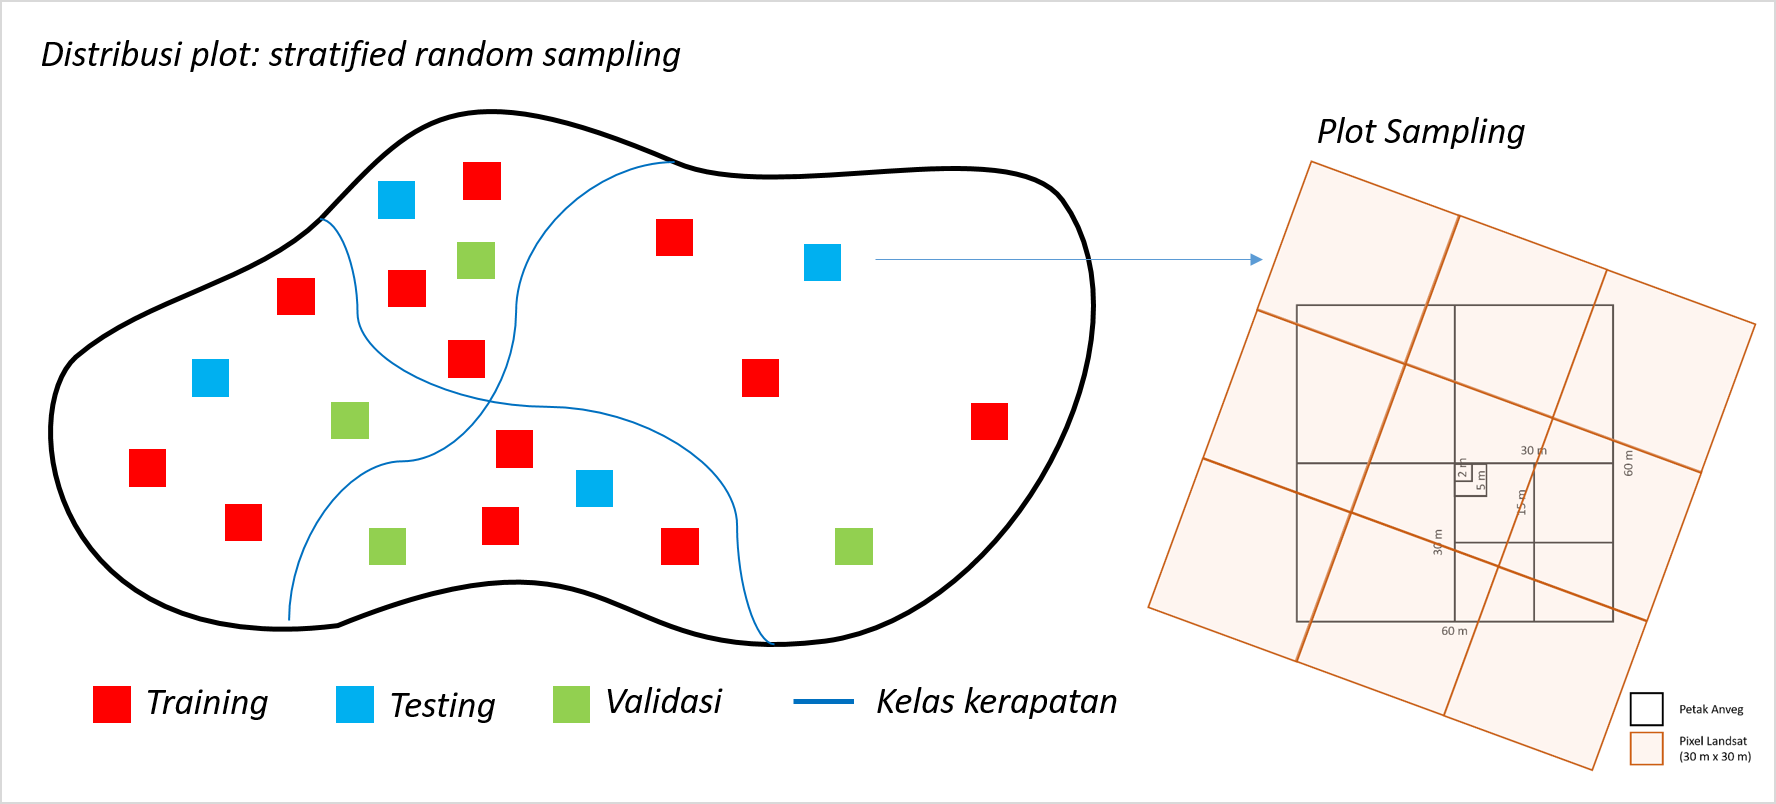 Distribusi plot: stratified random sampling
Plot Sampling
30 m
60 m
2 m
5 m
15 m
30 m
60 m
Training
Testing
Validasi
Kelas kerapatan
Petak Anveg
Pixel Landsat
(30 m x 30 m)